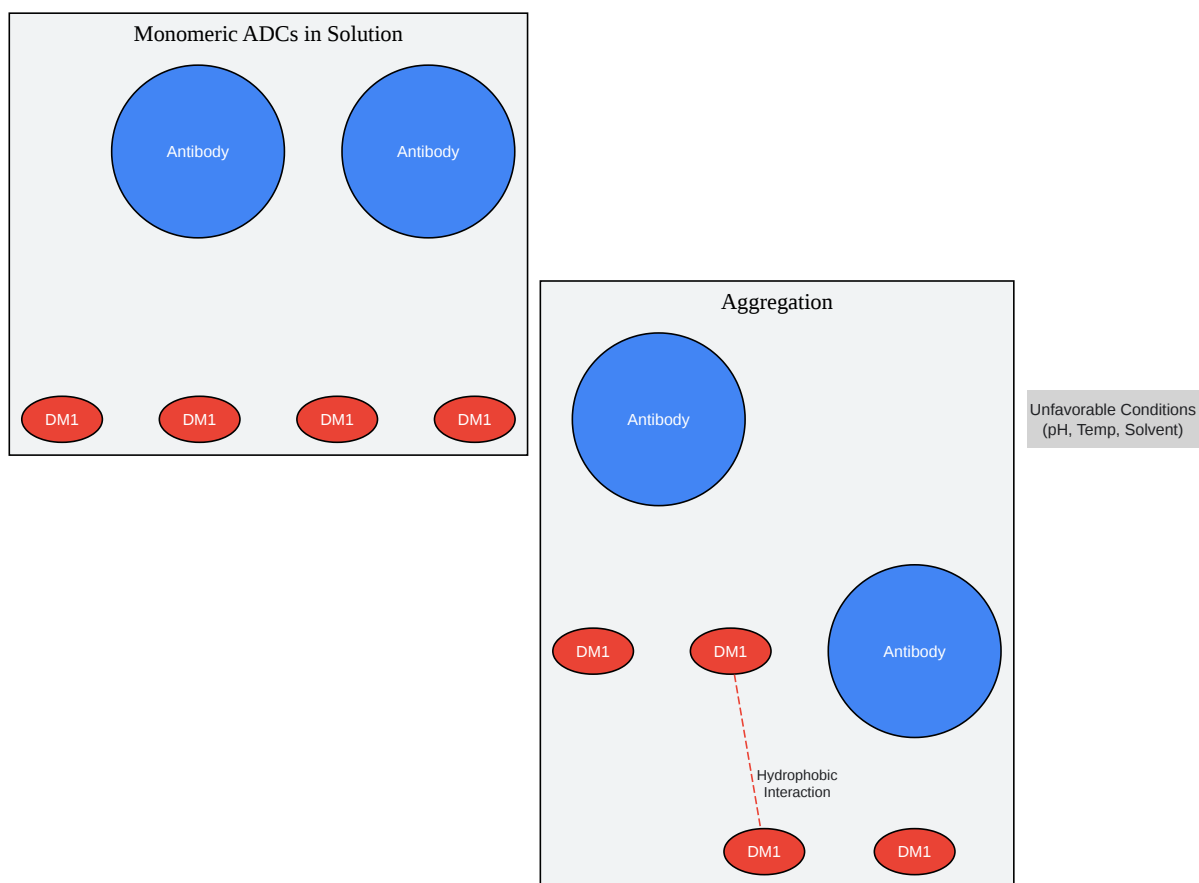 Monomeric ADCs in Solution
Antibody
Antibody
DM1
DM1
DM1
DM1
Aggregation
Antibody
DM1
DM1
Antibody
Hydrophobic
Interaction
DM1
DM1
Unfavorable Conditions
(pH, Temp, Solvent)